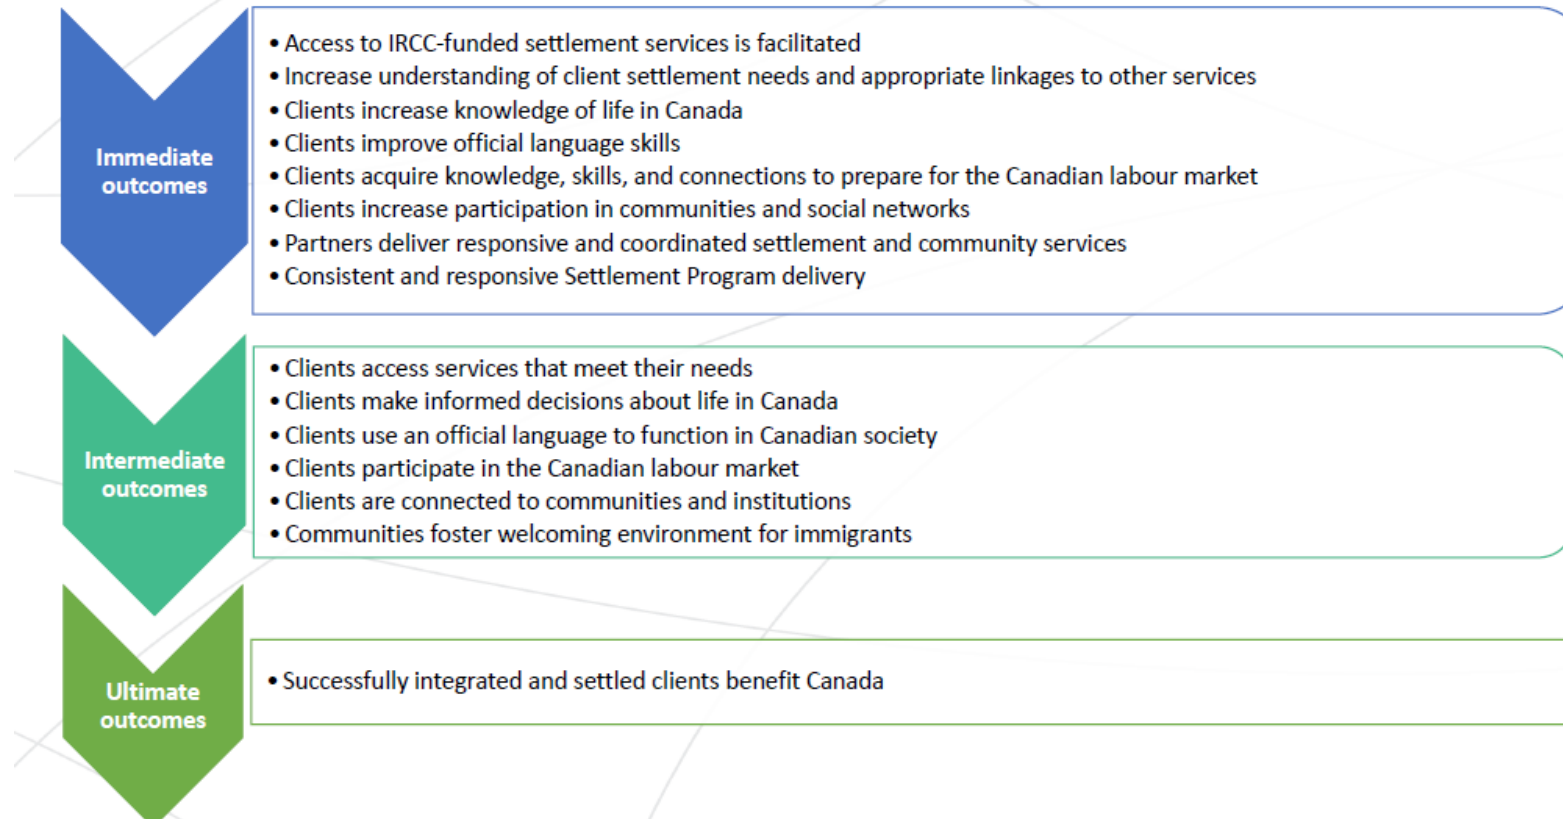 Immediate
outcomes
• Access to IRCC-funded settlement services is facilitated
• Increase understanding of client settlement needs and appropriate linkages to other services
• Clients increase knowledge of life in Canada
• Clients improve official language skills
• Clients acquire knowledge, skills, and connections to prepare for the Canadian labour market
• Clients increase participation in communities and social networks
• Partners deliver responsive and coordinated settlement and community services
• Consistent and responsive Settlement Program delivery
Intermediate
outcomes
• Clients access services that meet their needs
• Clients make informed decisions about life in Canada
• Clients use an official language to function in Canadian society
• Clients participate in the Canadian labour market
• Clients are connected to communities and institutions
• Communities foster welcoming environment for immigrants
Ultimate
outcomes
• Successfully integrated and settled clients benefit Canada